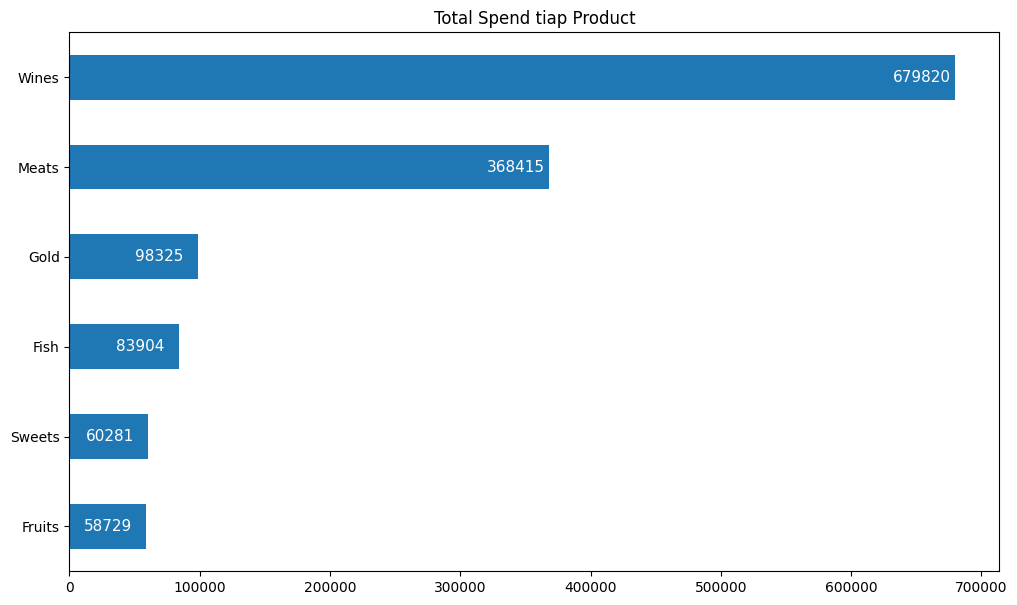 Total Spend tiap Product
Wines 679820
Meats 368415
Gold 98325
Fish 83904
Sweets 60281
Fruits 58729
0 100000 200000 300000 400000 500000 600000 700000